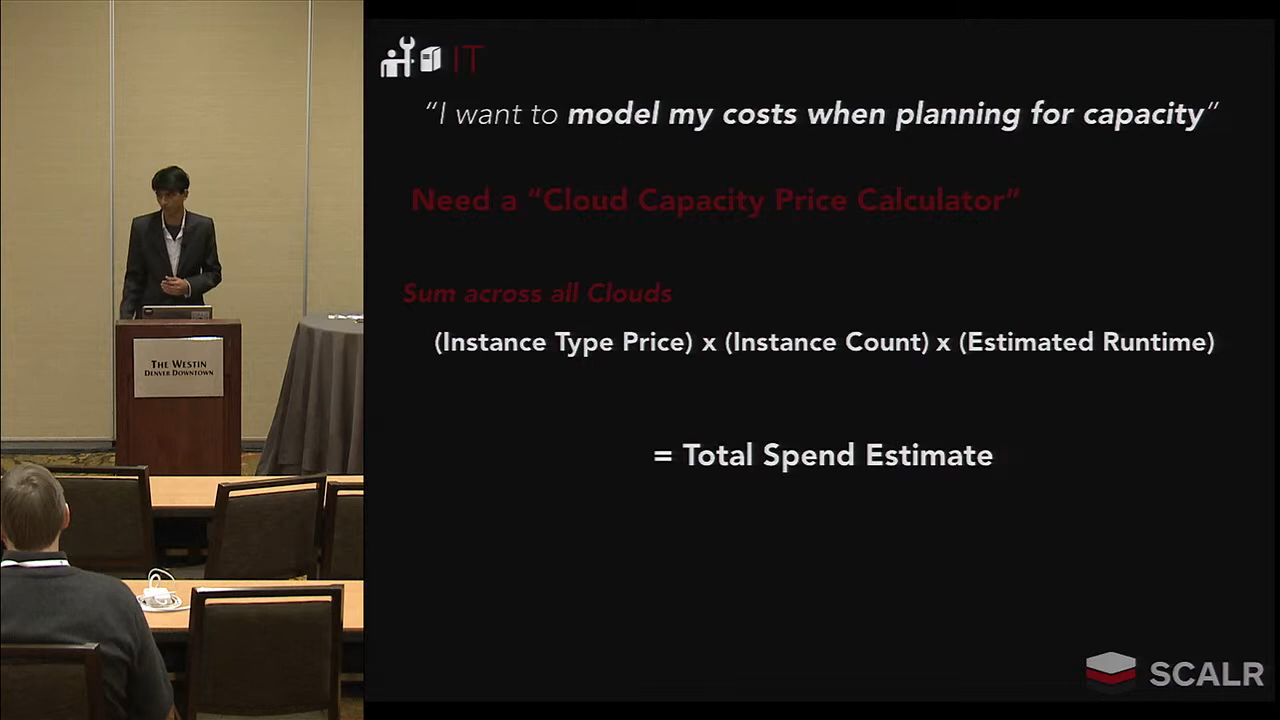 IT
“I want to model my costs when planning for capacity”
Need a “Cloud Capacity Price Calculator”
Sum across all Clouds
(Instance Type Price) x (Instance Count) x (Estimated Runtime)
= Total Spend Estimate
SCALR
THE WESTIN
DENVER DOWNTOWN